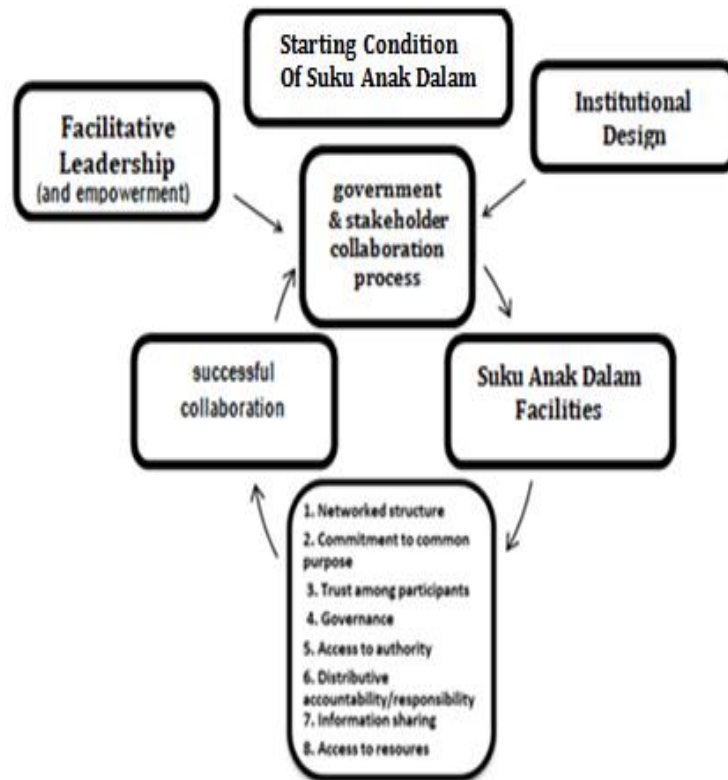 Starting Condition
Of Suku Anak Dalam
Facilitative
Leadership
(and empowerment)
Institutional
Design
government
& stakeholder
collaboration
process
successful
collaboration
Suku Anak Dalam
Facilities
1. Networked structure
2. Commitment to common
purpose
3. Trust among participants
4. Governance
5. Access to authority
6. Distributive
accountability/responsibility
7. Information sharing
8. Access to resoures